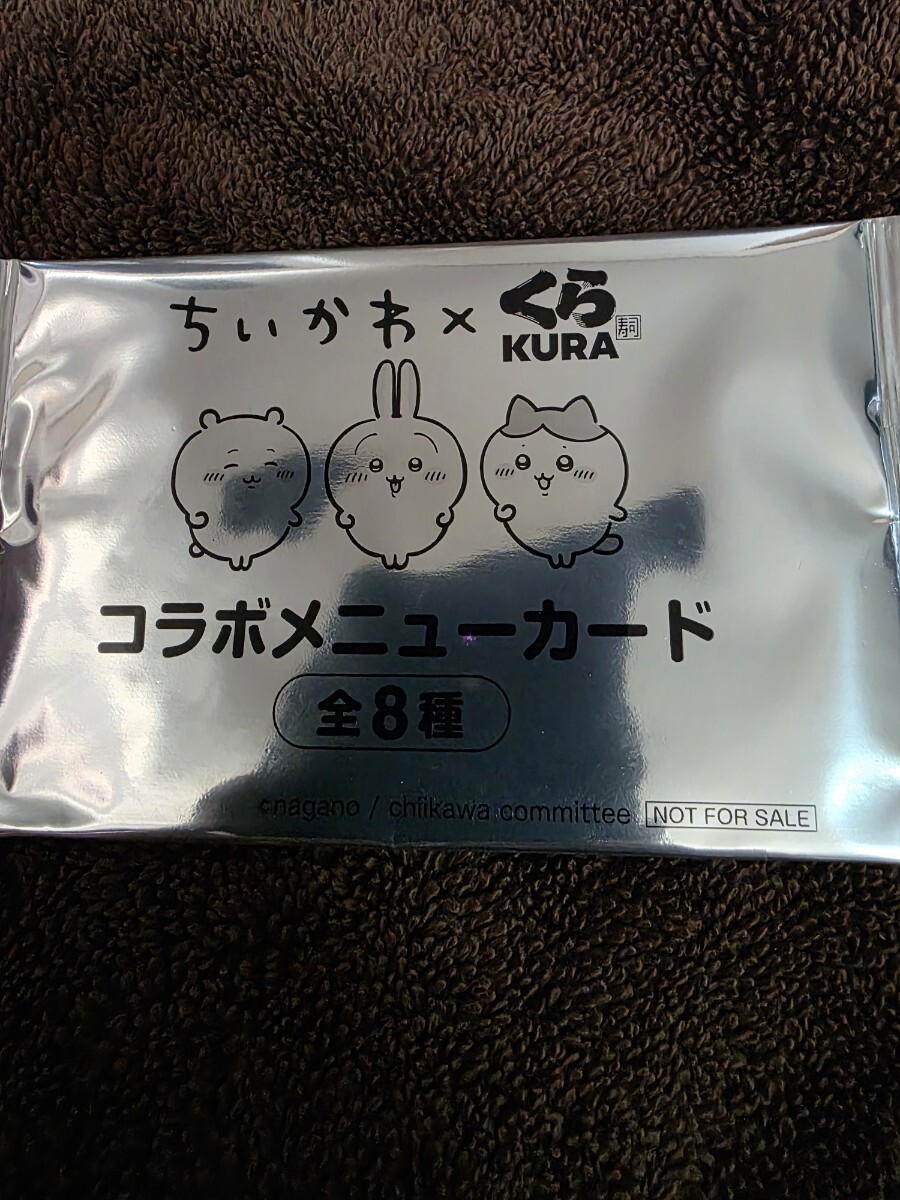 ちいかわ×くら寿司
KURA
コラボメニューカード
全8種
©nagano / chiikawa committee NOT FOR SALE